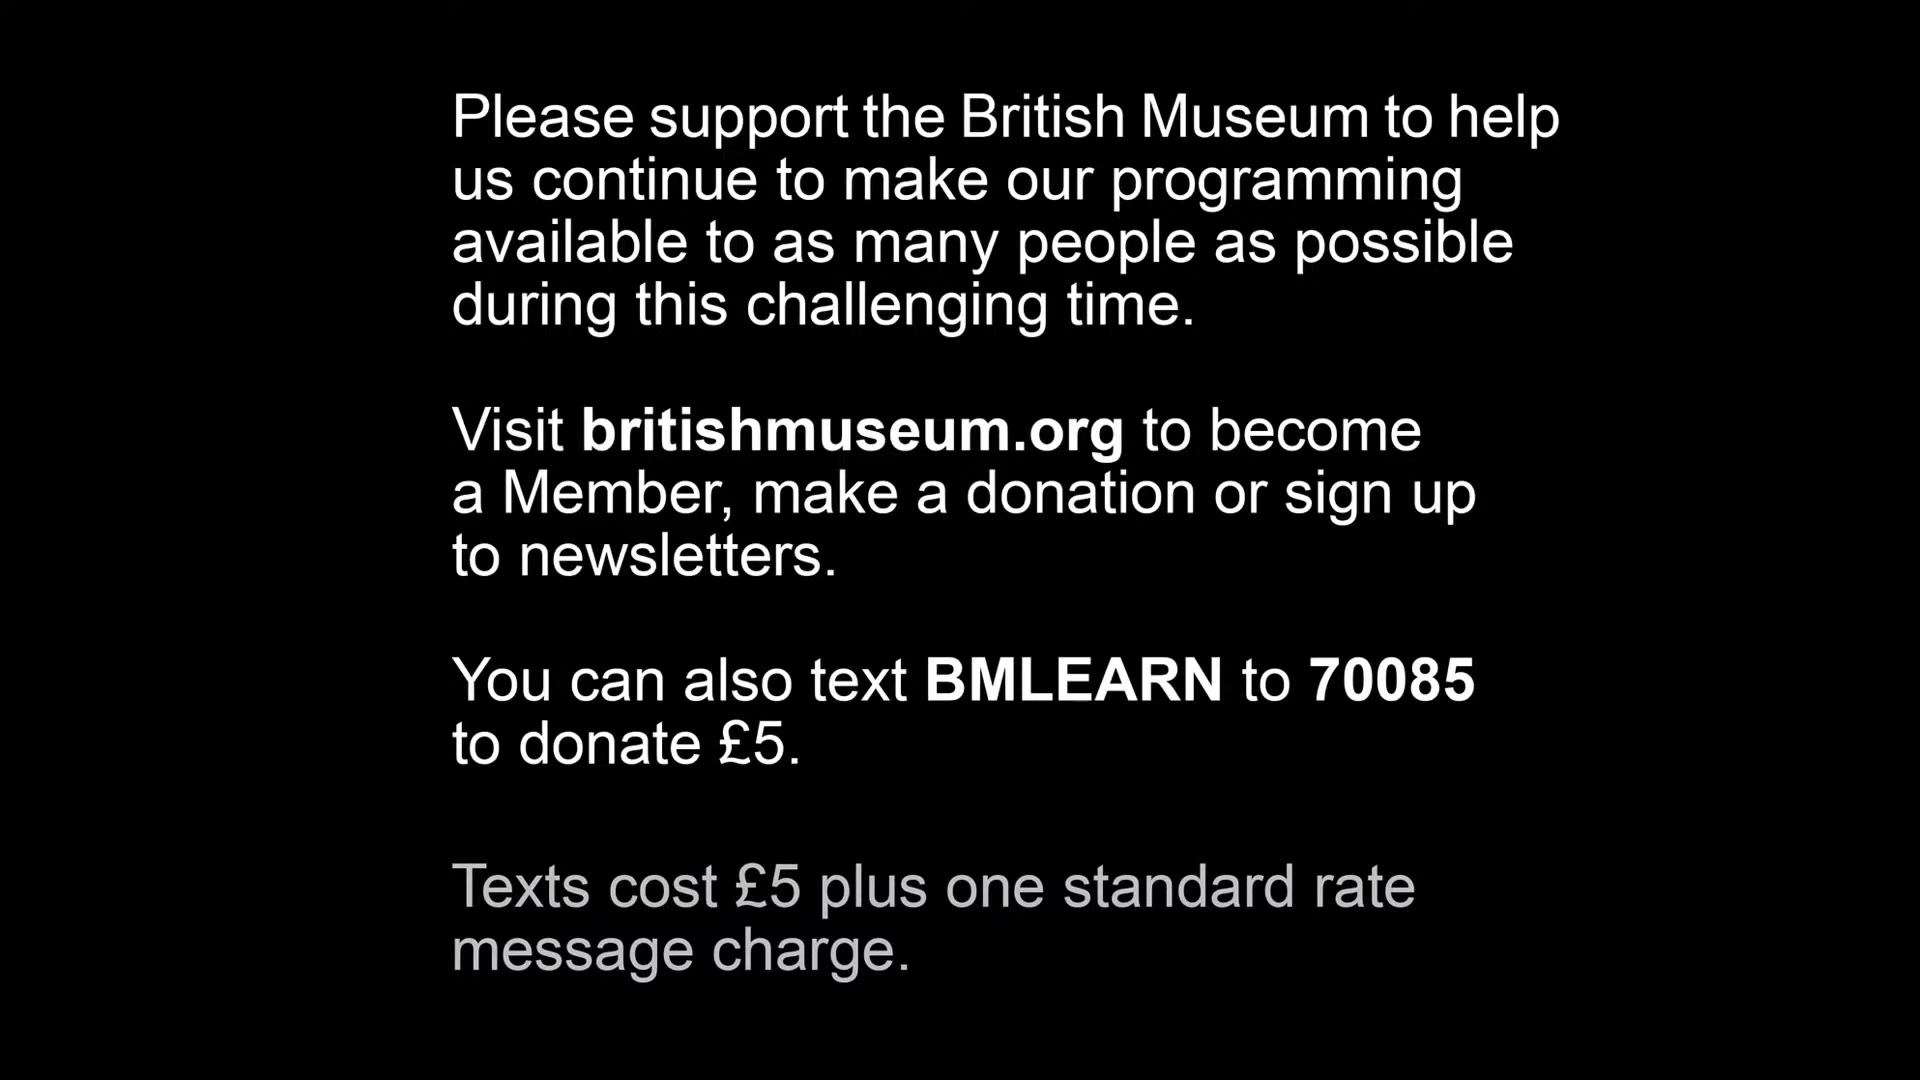 Please support the British Museum to help
us continue to make our programming
available to as many people as possible
during this challenging time.
Visit britishmuseum.org to become
a Member, make a donation or sign up
to newsletters.
You can also text BMLEARN to 70085
to donate £5.
Texts cost £5 plus one standard rate
message charge.